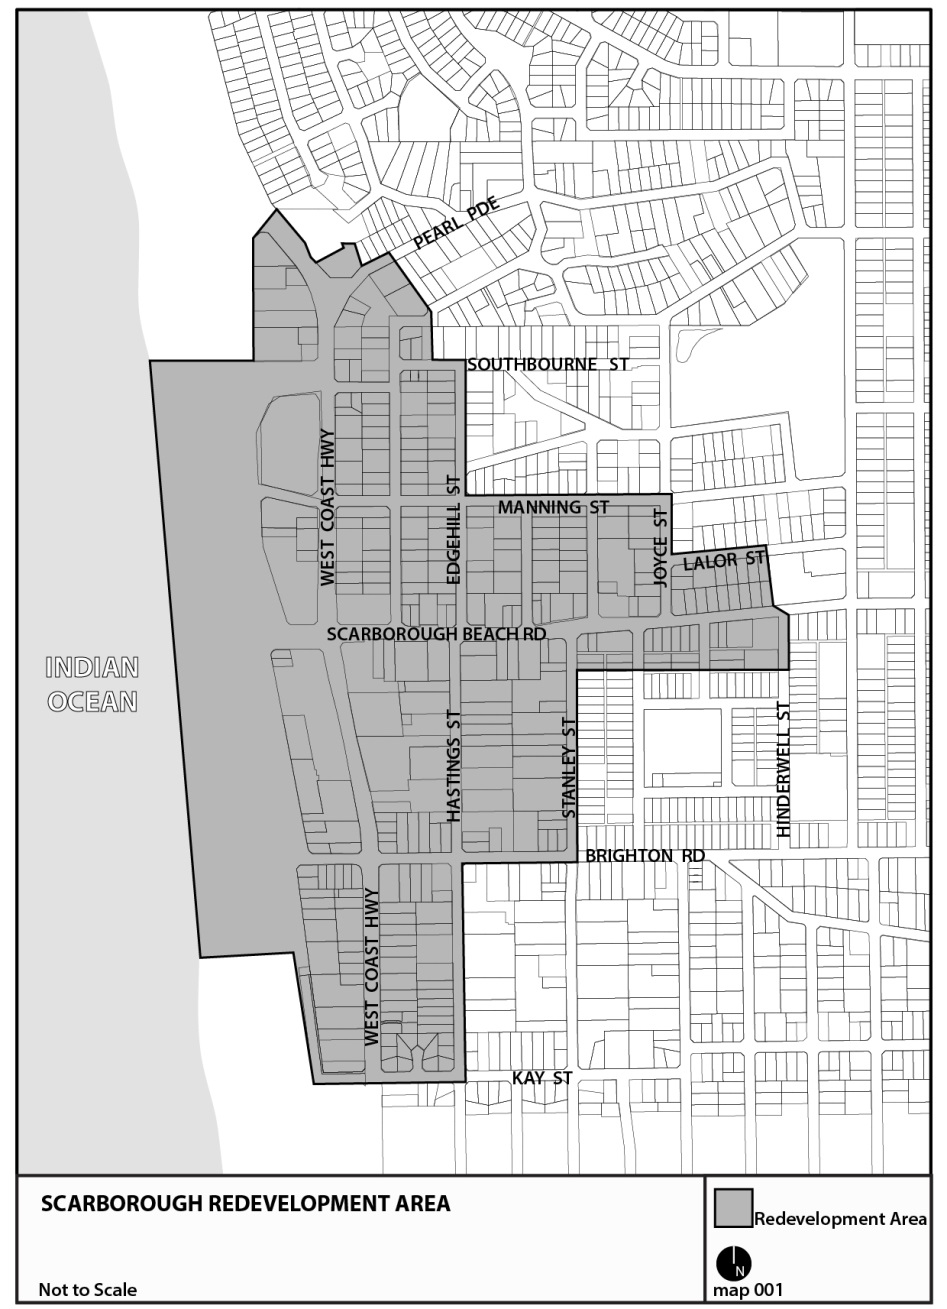 PEARL PDE
SOUTHBOURNE ST
WEST COAST HWY
EDGEHILL ST
MANNING ST
JOYCE ST
LALOR ST
SCARBOROUGH BEACH RD
INDIAN
OCEAN
HASTINGS ST
STANLEY ST
HINDERWELL ST
BRIGHTON RD
WEST COAST HWY
KAY ST
SCARBOROUGH REDEVELOPMENT AREA
Redevelopment Area
N
Not to Scale
map 001